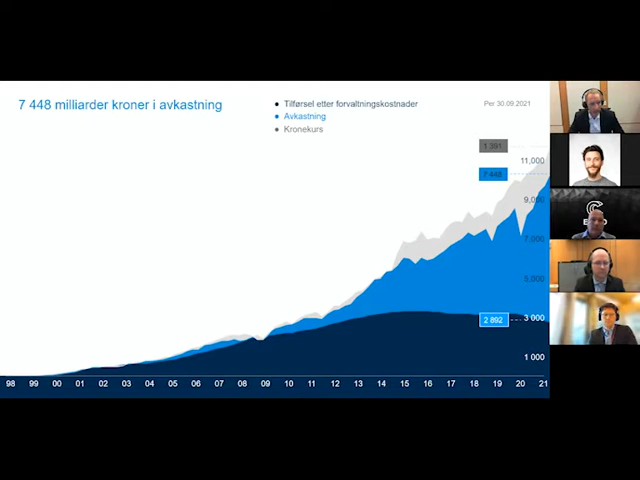 7 448 milliarder kroner i avkastning
Tilførsel etter forvaltningskostnader
Avkastning
Kronekurs
Per 30.09.2021
1 391
11,000
7 448
9,000
7,000
5,000
2 892
3 000
1 000
98 99 00 01 02 03 04 05 06 07 08 09 10 11 12 13 14 15 16 17 18 19 20 21